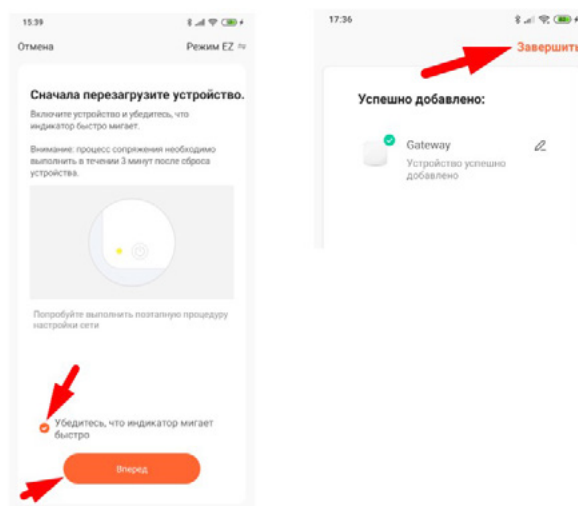 15:39
Отмена
Режим EZ
Сначала перезагрузите устройство.
Включите устройство и убедитесь, что
индикатор быстро мигает.
Внимание: процесс сопряжения необходимо
выполнить в течении 3 минут после сброса
устройства.
Попробуйте выполнить поэтапную процедуру
настройки сети
Убедитесь, что индикатор мигает
быстро
Вперед
17:36
Завершить
Успешно добавлено:
Gateway
Устройство успешно
добавлено